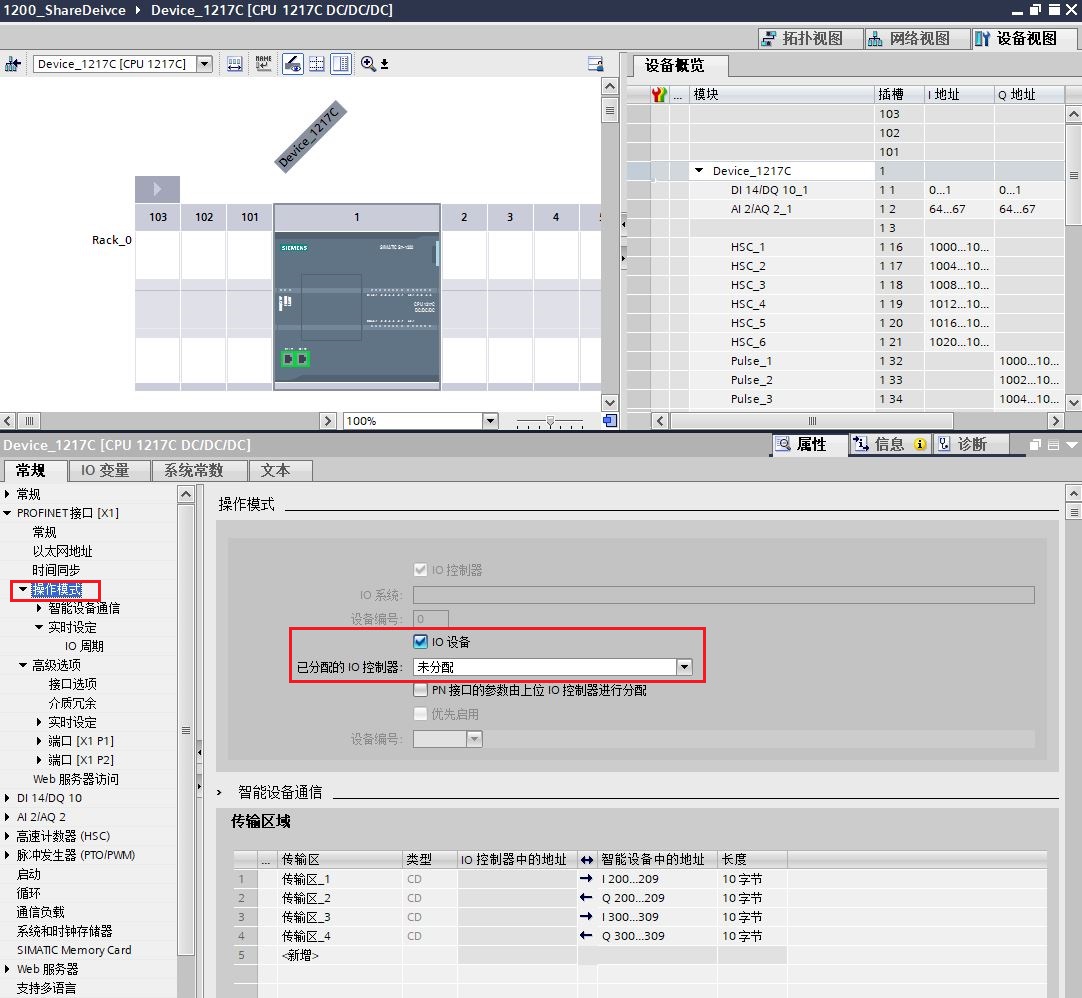 1200_ShareDeivce ▸ Device_1217C [CPU 1217C DC/DC/DC]
拓扑视图 网络视图 设备视图
Device_1217C [CPU 1217C]
设备概览
... 模块 插槽 I 地址 Q 地址
103
102
101
Device_1217C 1
DI 14/DQ 10_1 1 1 0...1 0...1
AI 2/AQ 2_1 1 2 64...67 64...67
1 3
HSC_1 1 16 1000...10...
HSC_2 1 17 1004...10...
HSC_3 1 18 1008...10...
HSC_4 1 19 1012...10...
HSC_5 1 20 1016...10...
HSC_6 1 21 1020...10...
Pulse_1 1 32 1000...10...
Pulse_2 1 33 1002...10...
Pulse_3 1 34 1004...10...
Device_1217C
103 102 101 1 2 3 4
Rack_0
SIEMENS SIMATIC S7-1200
CPU 1217C
DC/DC/DC
100%
Device_1217C [CPU 1217C DC/DC/DC]
属性 信息 诊断
常规 IO 变量 系统常数 文本
常规
PROFINET接口 [X1]
常规
以太网地址
时间同步
操作模式
智能设备通信
实时设定
IO 周期
高级选项
接口选项
介质冗余
实时设定
端口 [X1 P1]
端口 [X1 P2]
Web 服务器访问
DI 14/DQ 10
AI 2/AQ 2
高速计数器 (HSC)
脉冲发生器 (PTO/PWM)
启动
循环
通信负载
系统和时钟存储器
SIMATIC Memory Card
Web 服务器
支持多语言
操作模式
IO 控制器
IO 系统:
设备编号: 0
IO 设备
已分配的 IO 控制器: 未分配
PN 接口的参数由上位 IO 控制器进行分配
优先启用
设备编号:
智能设备通信
传输区域
... 传输区 类型 IO 控制器中的地址 ↔ 智能设备中的地址 长度
1 传输区_1 CD → I 200...209 10 字节
2 传输区_2 CD ← Q 200...209 10 字节
3 传输区_3 CD → I 300...309 10 字节
4 传输区_4 CD ← Q 300...309 10 字节
5 <新增>